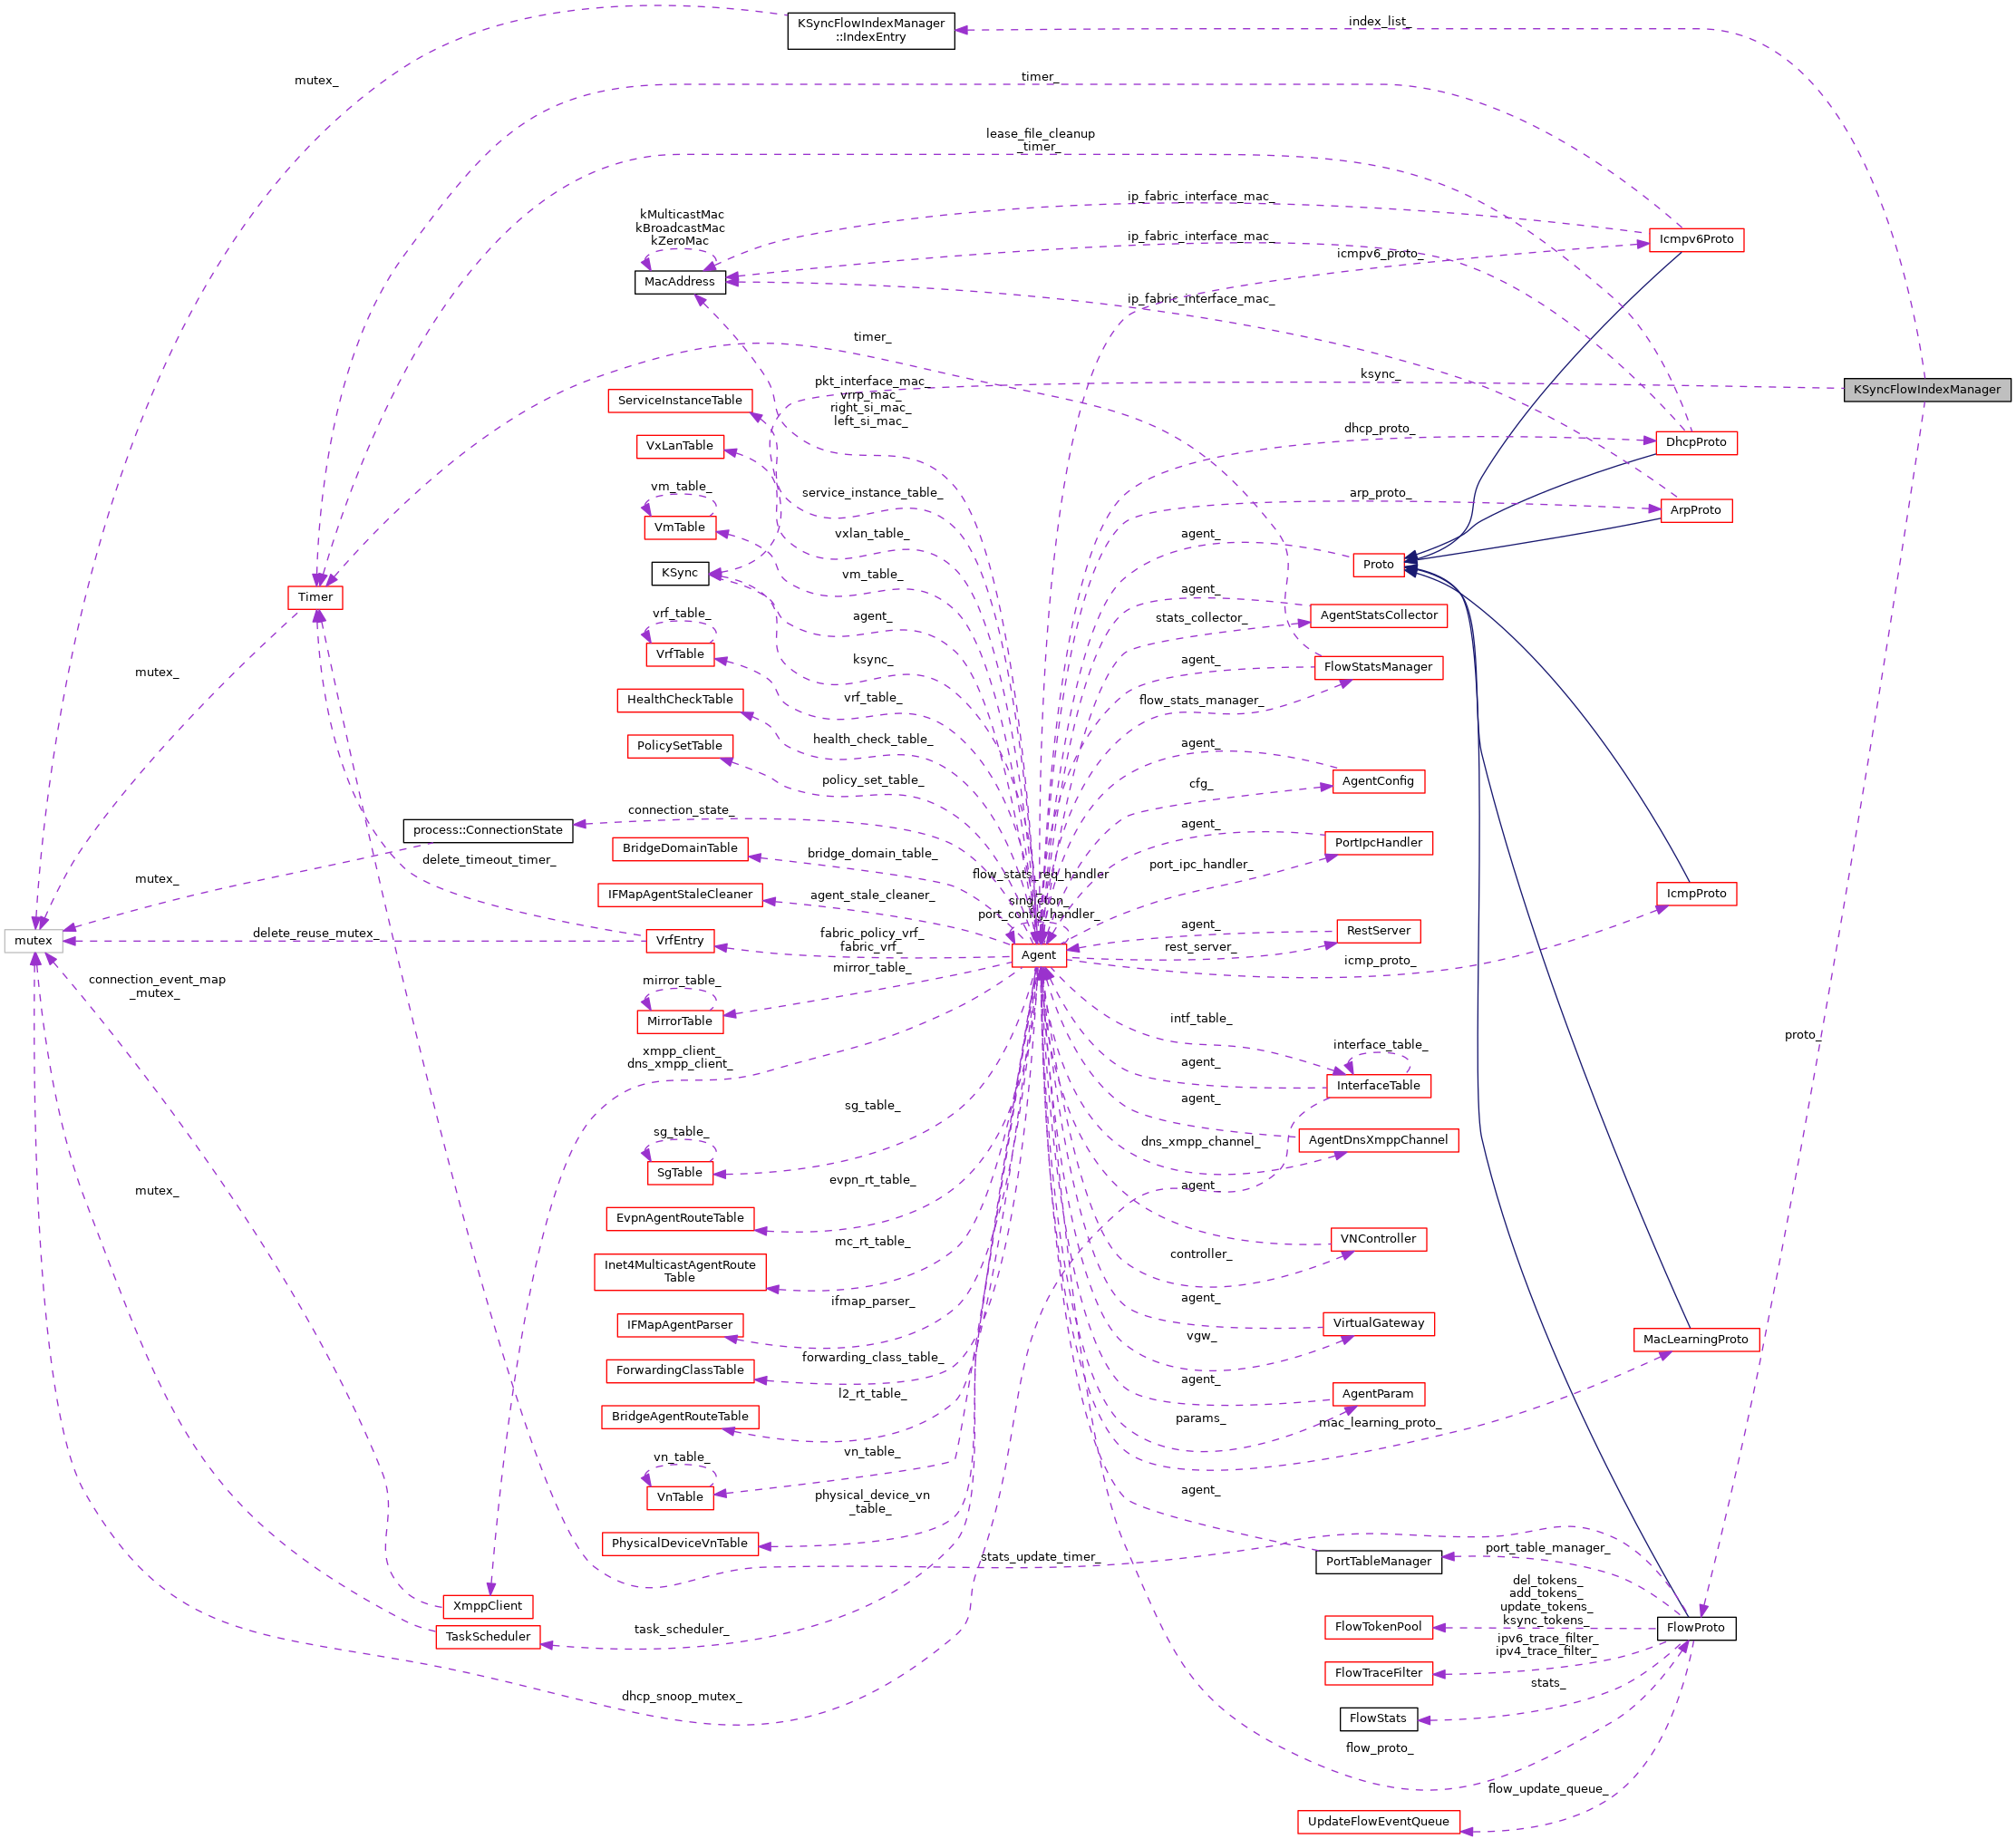 KSyncFlowIndexManager
::IndexEntry
index_list_
mutex_
timer_
lease_file_cleanup
_timer_
ip_fabric_interface_mac_
kMulticastMac
kBroadcastMac
kZeroMac
ip_fabric_interface_mac_
Icmpv6Proto
icmpv6_proto_
MacAddress
ip_fabric_interface_mac_
timer_
ksync_
pkt_interface_mac_
vrrp_mac_
right_si_mac_
left_si_mac_
KSyncFlowIndexManager
ServiceInstanceTable
dhcp_proto_
DhcpProto
VxLanTable
vm_table_
service_instance_table_
arp_proto_
ArpProto
VmTable
vxlan_table_
agent_
Proto
KSync
vm_table_
agent_
Timer
vrf_table_
agent_
stats_collector_
AgentStatsCollector
VrfTable
ksync_
agent_
FlowStatsManager
mutex_
HealthCheckTable
vrf_table_
flow_stats_manager_
PolicySetTable
health_check_table_
agent_
policy_set_table_
cfg_
AgentConfig
connection_state_
process::ConnectionState
agent_
PortIpcHandler
BridgeDomainTable
bridge_domain_table_
delete_timeout_timer_
port_ipc_handler_
flow_stats_req_handler
mutex_
IFMapAgentStaleCleaner
agent_stale_cleaner_
singleton_
port_config_handler_
IcmpProto
mutex
delete_reuse_mutex_
VrfEntry
fabric_policy_vrf_
fabric_vrf_
agent_
RestServer
rest_server_
Agent
icmp_proto_
connection_event_map
_mutex_
mirror_table_
mirror_table_
MirrorTable
intf_table_
xmpp_client_
dns_xmpp_client_
interface_table_
agent_
InterfaceTable
proto_
sg_table_
agent_
sg_table_
dns_xmpp_channel_
AgentDnsXmppChannel
SgTable
mutex_
evpn_rt_table_
agent_
EvpnAgentRouteTable
mc_rt_table_
controller_
VNController
Inet4MulticastAgentRoute
Table
ifmap_parser_
agent_
IFMapAgentParser
vgw_
VirtualGateway
MacLearningProto
forwarding_class_table_
ForwardingClassTable
agent_
AgentParam
l2_rt_table_
BridgeAgentRouteTable
params_
mac_learning_proto_
vn_table_
vn_table_
VnTable
physical_device_vn
_table_
agent_
PhysicalDeviceVnTable
stats_update_timer_
PortTableManager
port_table_manager_
XmppClient
del_tokens_
add_tokens_
update_tokens_
ksync_tokens_
FlowTokenPool
FlowProto
TaskScheduler
task_scheduler_
ipv6_trace_filter_
ipv4_trace_filter_
FlowTraceFilter
dhcp_snoop_mutex_
stats_
FlowStats
flow_proto_
flow_update_queue_
UpdateFlowEventQueue